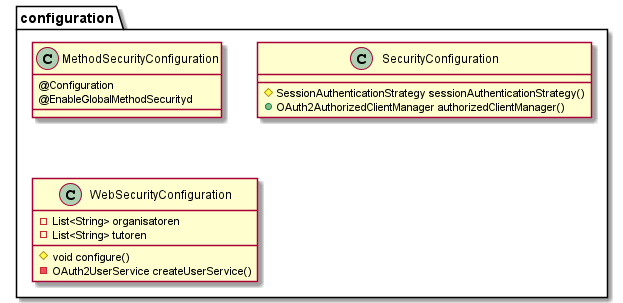 configuration
C MethodSecurityConfiguration
@Configuration
@EnableGlobalMethodSecurityd
C SecurityConfiguration
SessionAuthenticationStrategy sessionAuthenticationStrategy()
OAuth2AuthorizedClientManager authorizedClientManager()
C WebSecurityConfiguration
List<String> organisatoren
List<String> tutoren
void configure()
OAuth2UserService createUserService()